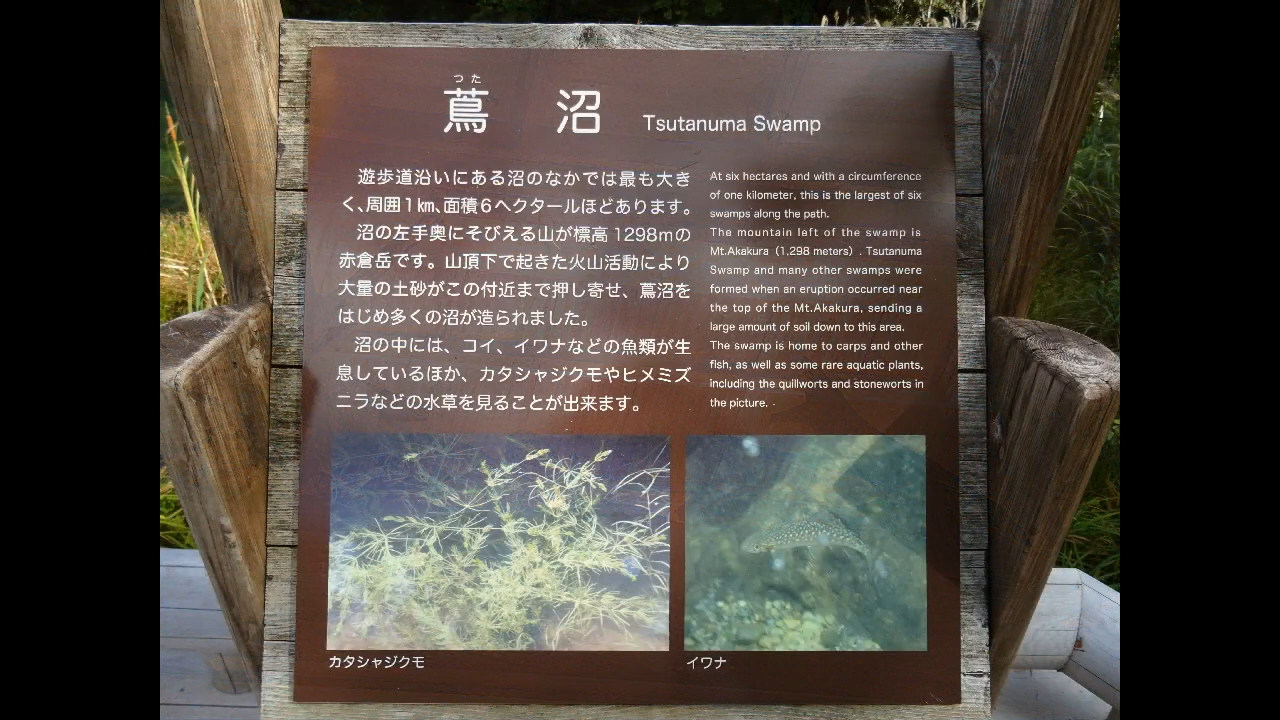 つた
蔦 沼 Tsutanuma Swamp
遊歩道沿いにある沼のなかでは最も大き
く、周囲1㎞、面積6ヘクタールほどあります。
沼の左手奥にそびえる山が標高1298mの
赤倉岳です。山頂下で起きた火山活動により
大量の土砂がこの付近まで押し寄せ、蔦沼を
はじめ多くの沼が造られました。
沼の中には、コイ、イワナなどの魚類が生
息しているほか、カタシャジクモやヒメミズ
ニラなどの水草を見ることが出来ます。
At six hectares and with a circumference
of one kilometer, this is the largest of six
swamps along the path.
The mountain left of the swamp is
Mt.Akakura (1,298 meters) . Tsutanuma
Swamp and many other swamps were
formed when an eruption occurred near
the top of the Mt.Akakura, sending a
large amount of soil down to this area.
The swamp is home to carps and other
fish, as well as some rare aquatic plants,
including the quillworts and stoneworts in
the picture.
カタシャジクモ
イワナ